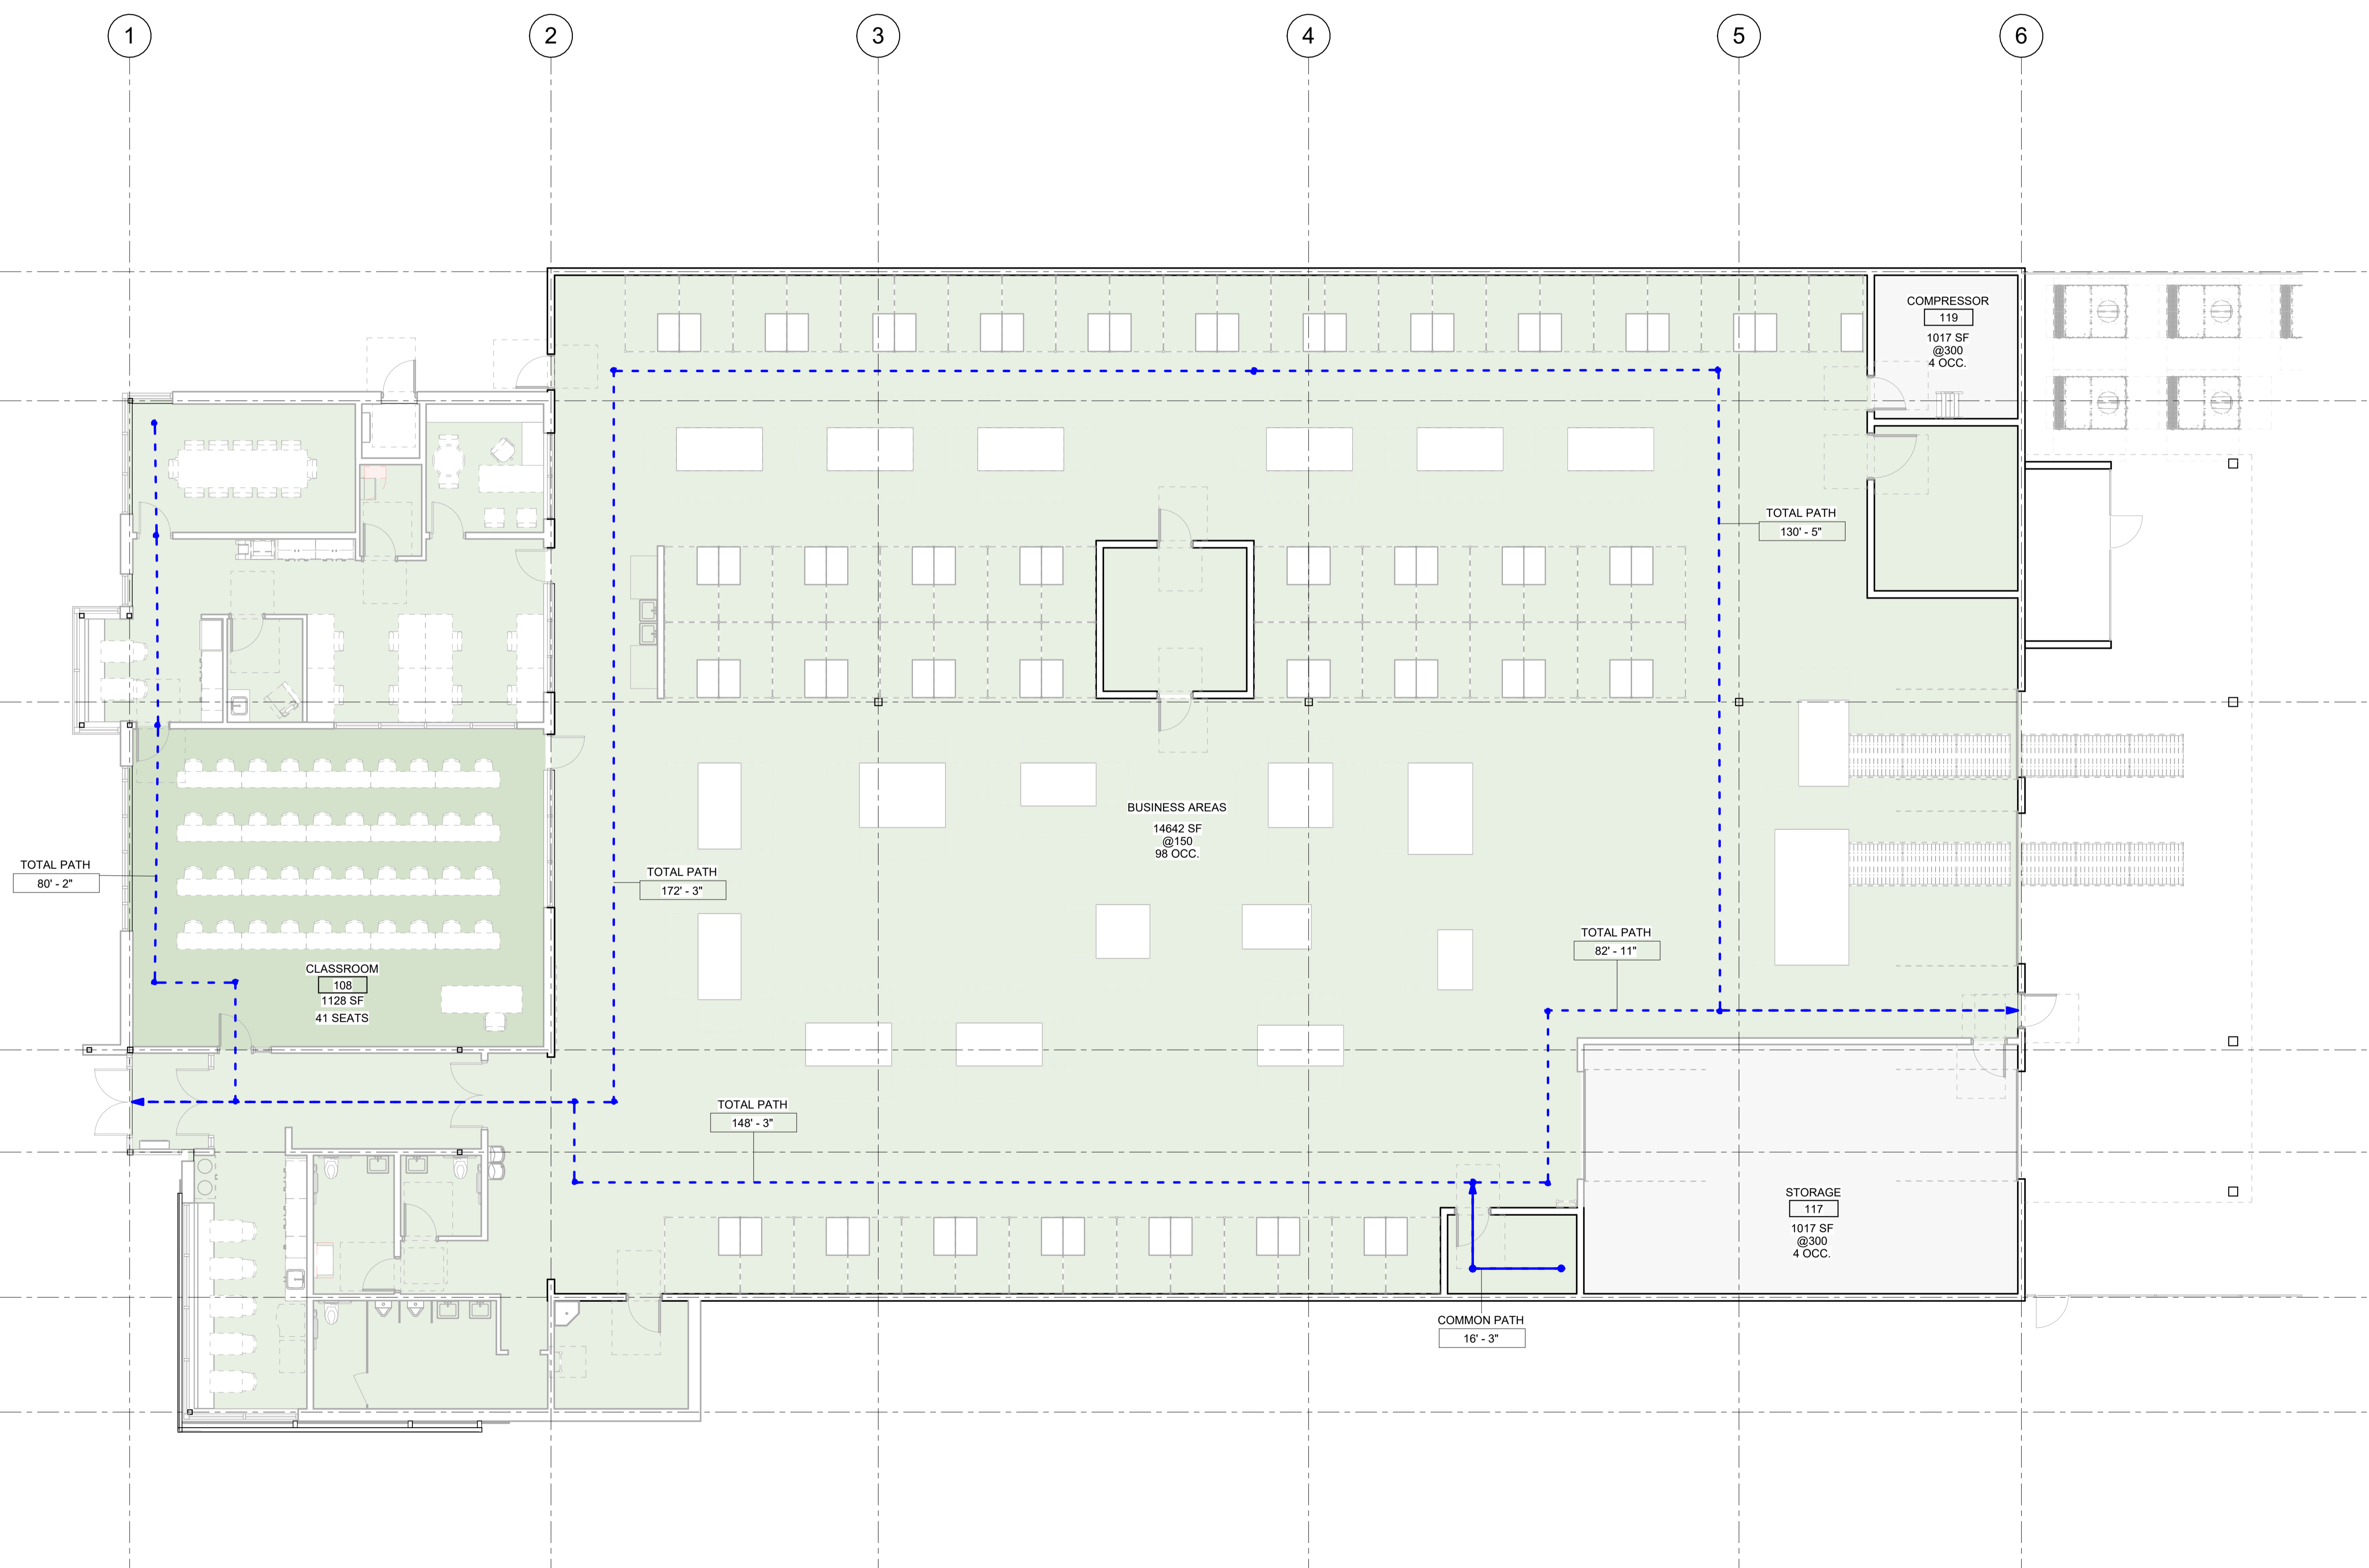 1
2
3
4
5
6
COMPRESSOR
119
1017 SF
@300
4 OCC.
TOTAL PATH
130' - 5"
BUSINESS AREAS
14642 SF
@150
98 OCC.
TOTAL PATH
80' - 2"
TOTAL PATH
172' - 3"
TOTAL PATH
82' - 11"
CLASSROOM
108
1128 SF
41 SEATS
TOTAL PATH
148' - 3"
STORAGE
117
1017 SF
@300
4 OCC.
COMMON PATH
16' - 3"